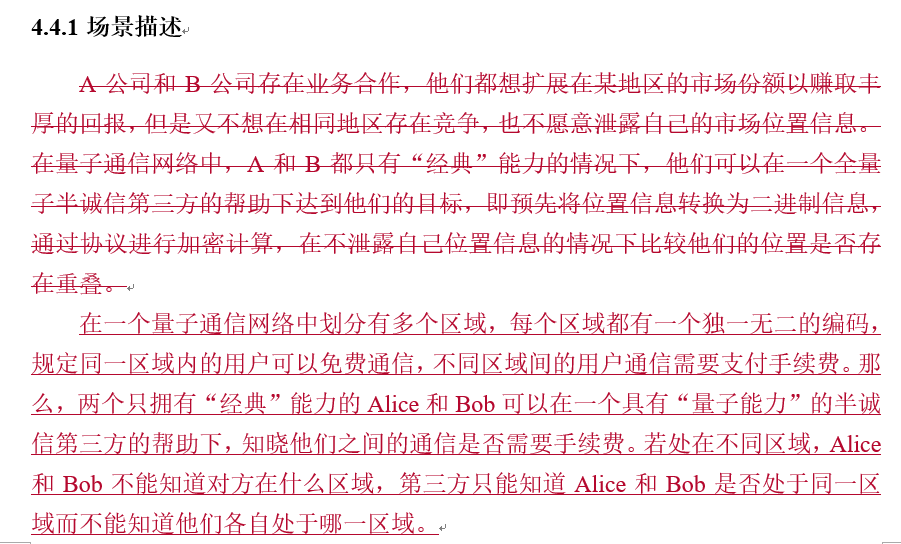 4.4.1 场景描述
A 公司和 B 公司存在业务合作，他们都想扩展在某地区的市场份额以赚取丰
厚的回报，但是又不想在相同地区存在竞争，也不愿意泄露自己的市场位置信息。
在量子通信网络中，A 和 B 都只有“经典”能力的情况下，他们可以在一个全量
子半诚信第三方的帮助下达到他们的目标，即预先将位置信息转换为二进制信息，
通过协议进行加密计算，在不泄露自己位置信息的情况下比较他们的位置是否存
在重叠。
在一个量子通信网络中划分有多个区域，每个区域都有一个独一无二的编码，
规定同一区域内的用户可以免费通信，不同区域间的用户通信需要支付手续费。那
么，两个只拥有“经典”能力的 Alice 和 Bob 可以在一个具有“量子能力”的半诚
信第三方的帮助下，知晓他们之间的通信是否需要手续费。若处在不同区域，Alice
和 Bob 不能知道对方在什么区域，第三方只能知道 Alice 和 Bob 是否处于同一区
域而不能知道他们各自处于哪一区域。